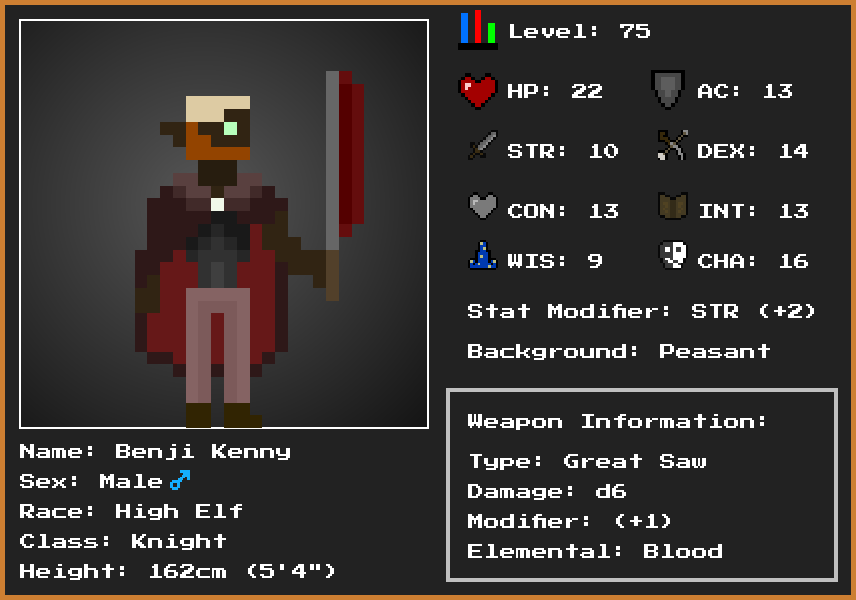 Level: 75
HP: 22 AC: 13
STR: 10 DEX: 14
CON: 13 INT: 13
WIS: 9 CHA: 16
Stat Modifier: STR (+2)
Background: Peasant
Weapon Information:
Type: Great Saw
Damage: d6
Modifier: (+1)
Elemental: Blood
Name: Benji Kenny
Sex: Male ♂
Race: High Elf
Class: Knight
Height: 162cm (5'4")